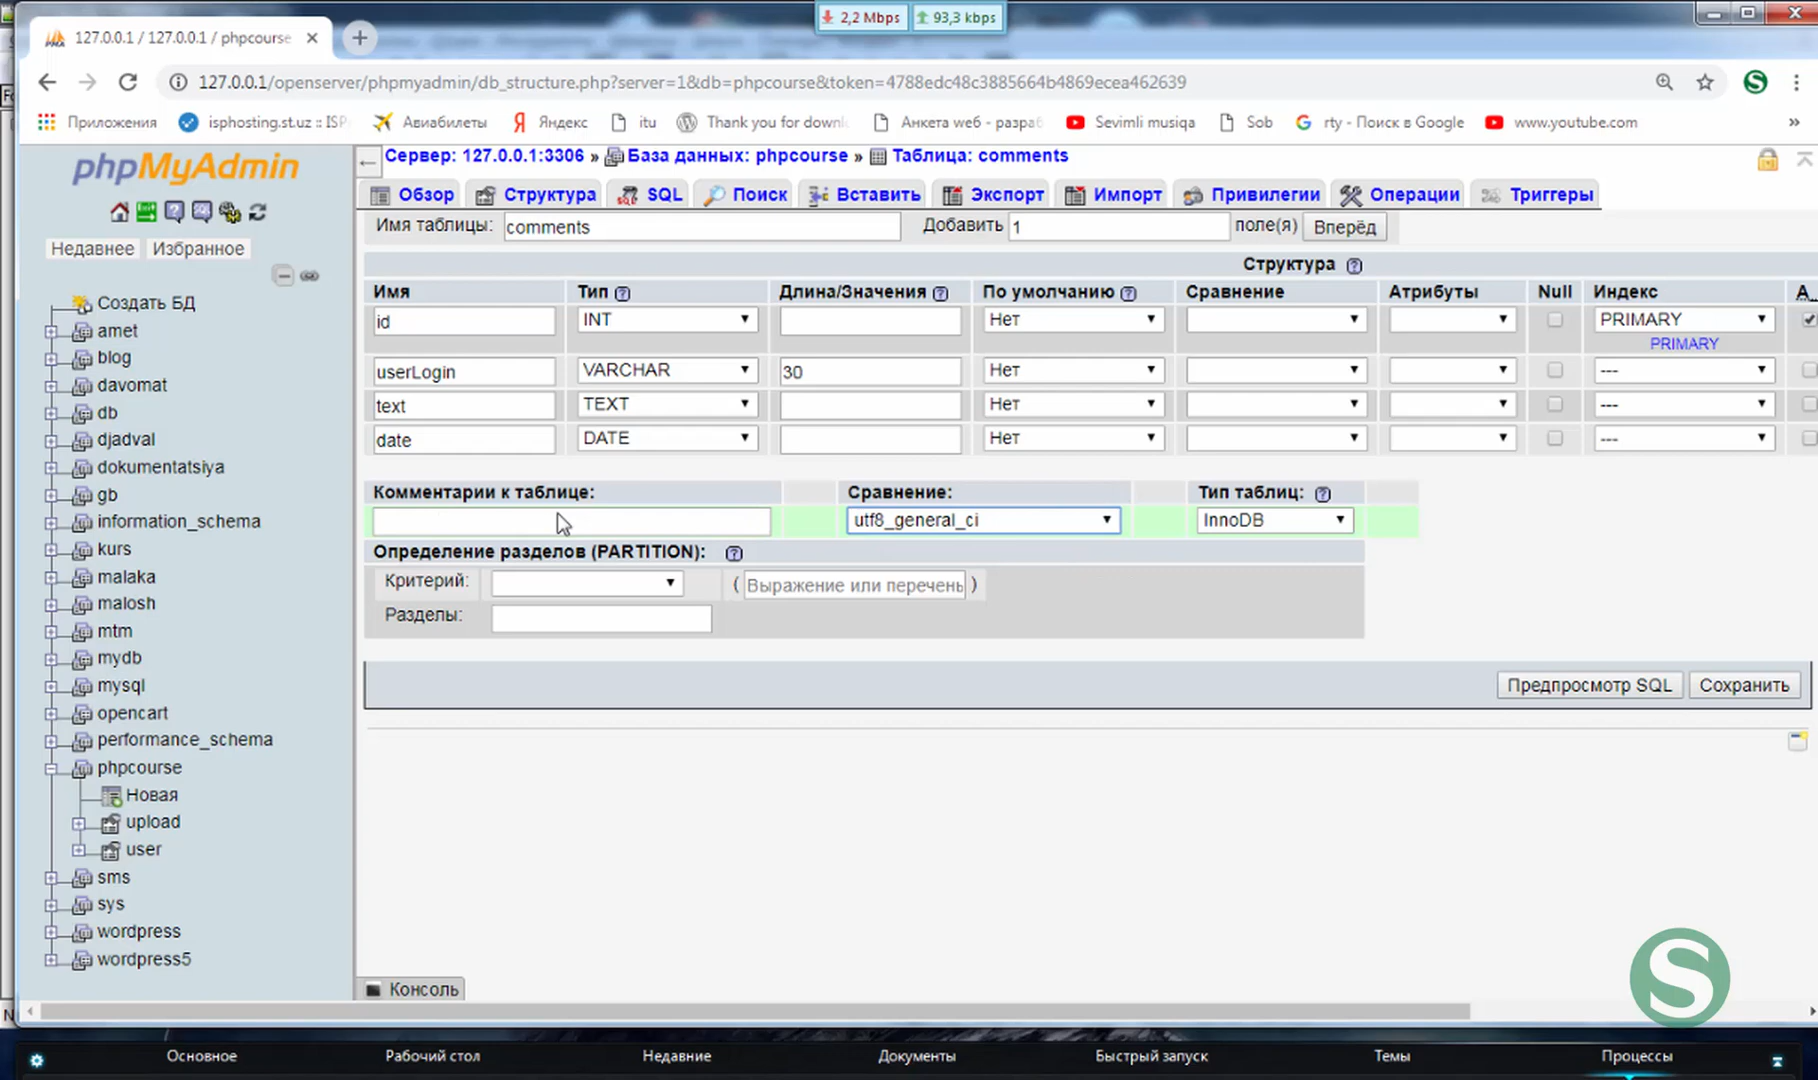 2,2 Mbps 93,3 kbps
127.0.0.1 / 127.0.0.1 / phpcourse
127.0.0.1/openserver/phpmyadmin/db_structure.php?server=1&db=phpcourse&token=4788edc48c3885664b4869ecea462639
Приложения isphosting.st.uz :: ISP Авиабилеты Яндекс itu Thank you for downl Анкета веб - разраб Sevimli musiqa Sob rty - Поиск в Google www.youtube.com »
phpMyAdmin
Недавнее Избранное
Создать БД
amet
blog
davomat
db
djadval
dokumentatsiya
gb
information_schema
kurs
malaka
malosh
mtm
mydb
mysql
opencart
performance_schema
phpcourse
Новая
upload
user
sms
sys
wordpress
wordpress5
Сервер: 127.0.0.1:3306 » База данных: phpcourse » Таблица: comments
Обзор Структура SQL Поиск Вставить Экспорт Импорт Привилегии Операции Триггеры
Имя таблицы: comments Добавить 1 поле(я) Вперёд
Структура
Имя Тип Длина/Значения По умолчанию Сравнение Атрибуты Null Индекс A...
id INT Нет PRIMARY
PRIMARY
userLogin VARCHAR 30 Нет ---
text TEXT Нет ---
date DATE Нет ---
Комментарии к таблице: Сравнение: Тип таблиц:
utf8_general_ci InnoDB
Определение разделов (PARTITION):
Критерий: ( Выражение или перечень )
Разделы:
Предпросмотр SQL Сохранить
Консоль
S
Основное Рабочий стол Недавние Документы Быстрый запуск Темы Процессы